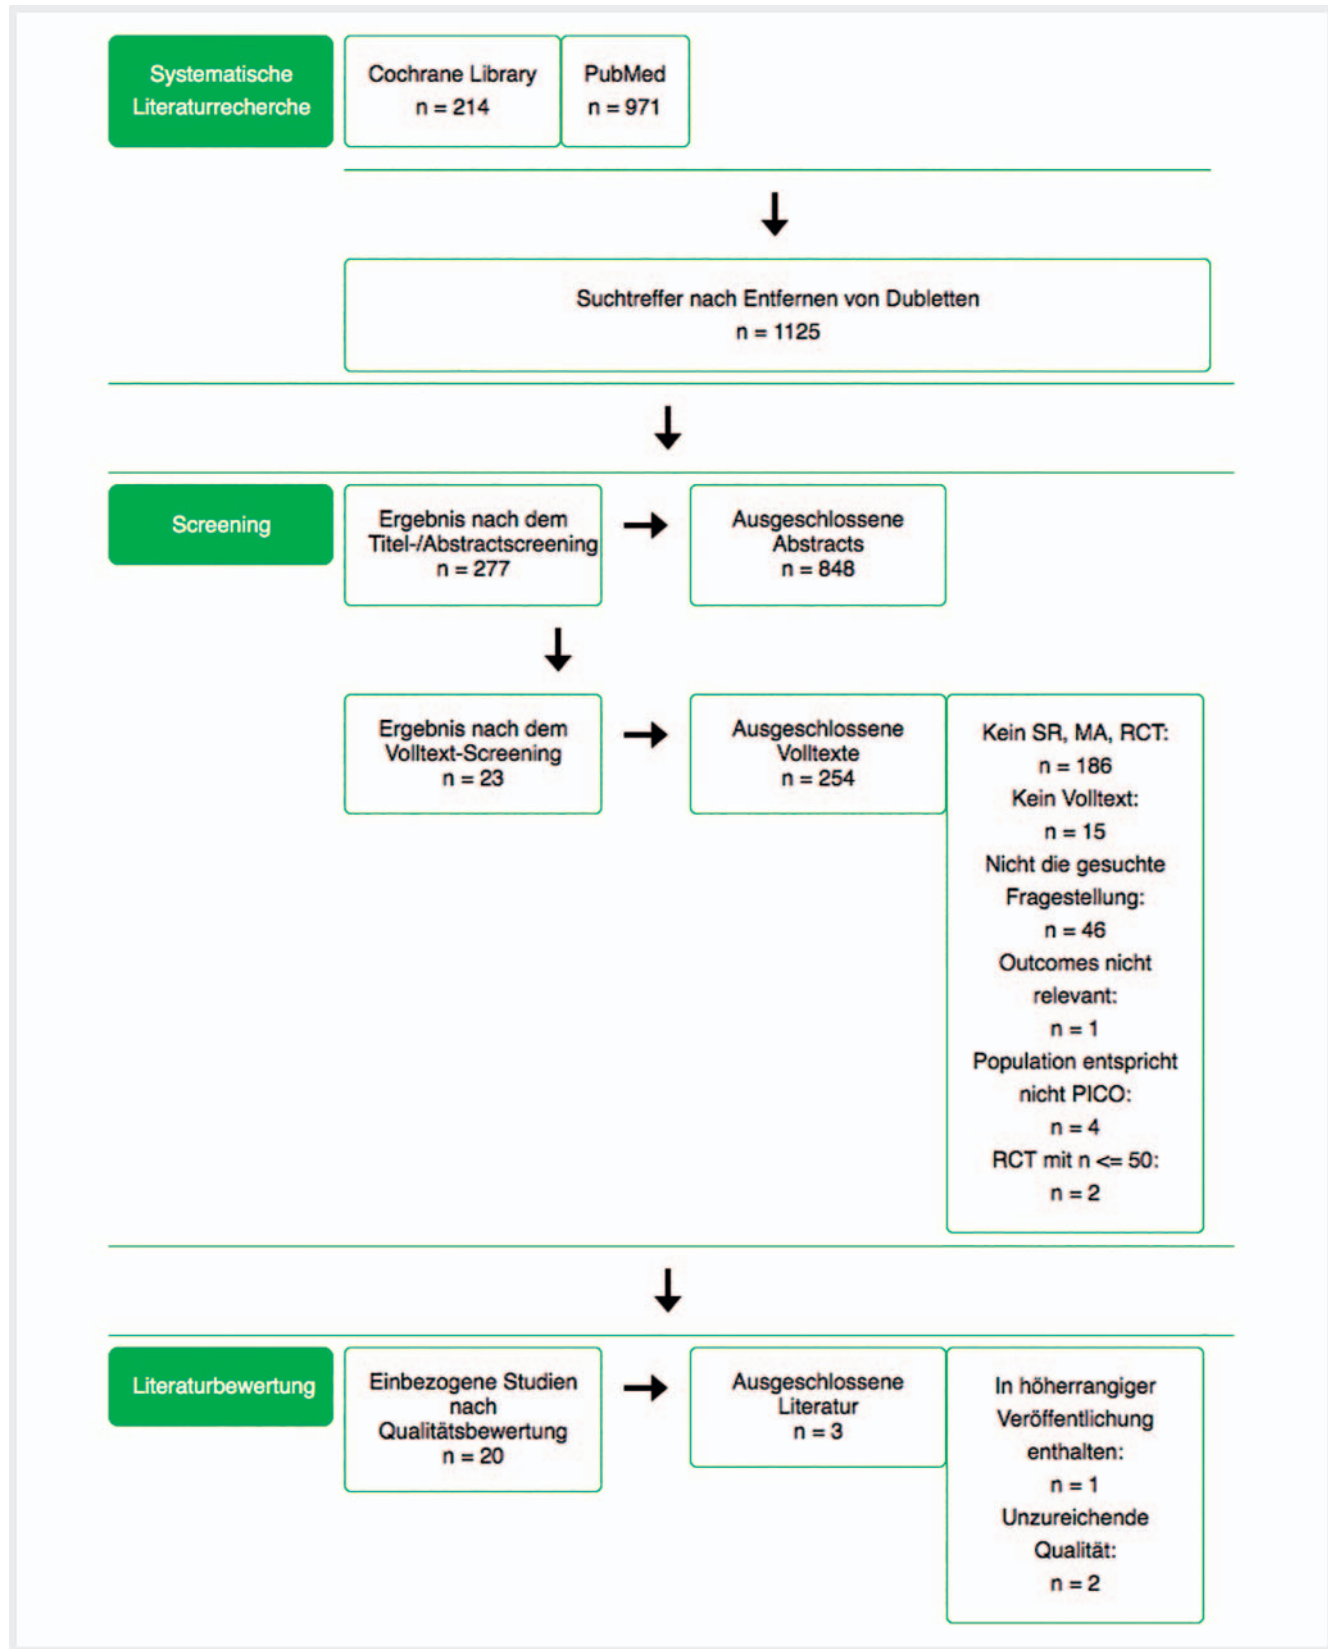 Systematische
Literaturrecherche
Cochrane Library
n = 214
PubMed
n = 971
Suchtreffer nach Entfernen von Dubletten
n = 1125
Screening
Ergebnis nach dem
Titel-/Abstractscreening
n = 277
Ausgeschlossene
Abstracts
n = 848
Ergebnis nach dem
Volltext-Screening
n = 23
Ausgeschlossene
Volltexte
n = 254
Kein SR, MA, RCT:
n = 186
Kein Volltext:
n = 15
Nicht die gesuchte
Fragestellung:
n = 46
Outcomes nicht
relevant:
n = 1
Population entspricht
nicht PICO:
n = 4
RCT mit n <= 50:
n = 2
Literaturbewertung
Einbezogene Studien
nach
Qualitätsbewertung
n = 20
Ausgeschlossene
Literatur
n = 3
In höherrangiger
Veröffentlichung
enthalten:
n = 1
Unzureichende
Qualität:
n = 2